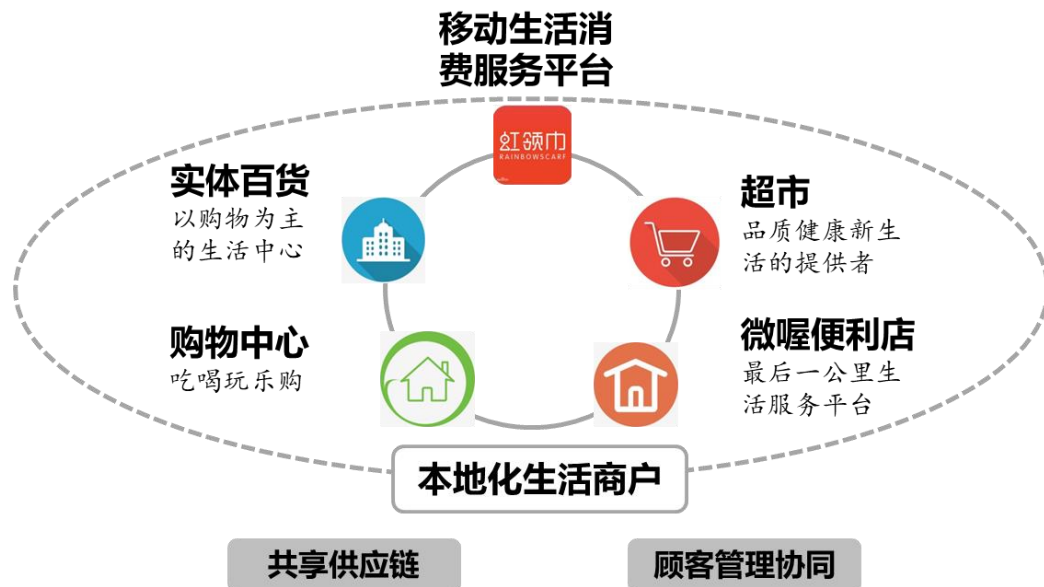 移动生活消
费服务平台
虹领巾
RAINBOWSCARF
实体百货
以购物为主
的生活中心
超市
品质健康新生
活的提供者
购物中心
吃喝玩乐购
微喔便利店
最后一公里生
活服务平台
本地化生活商户
共享供应链
顾客管理协同